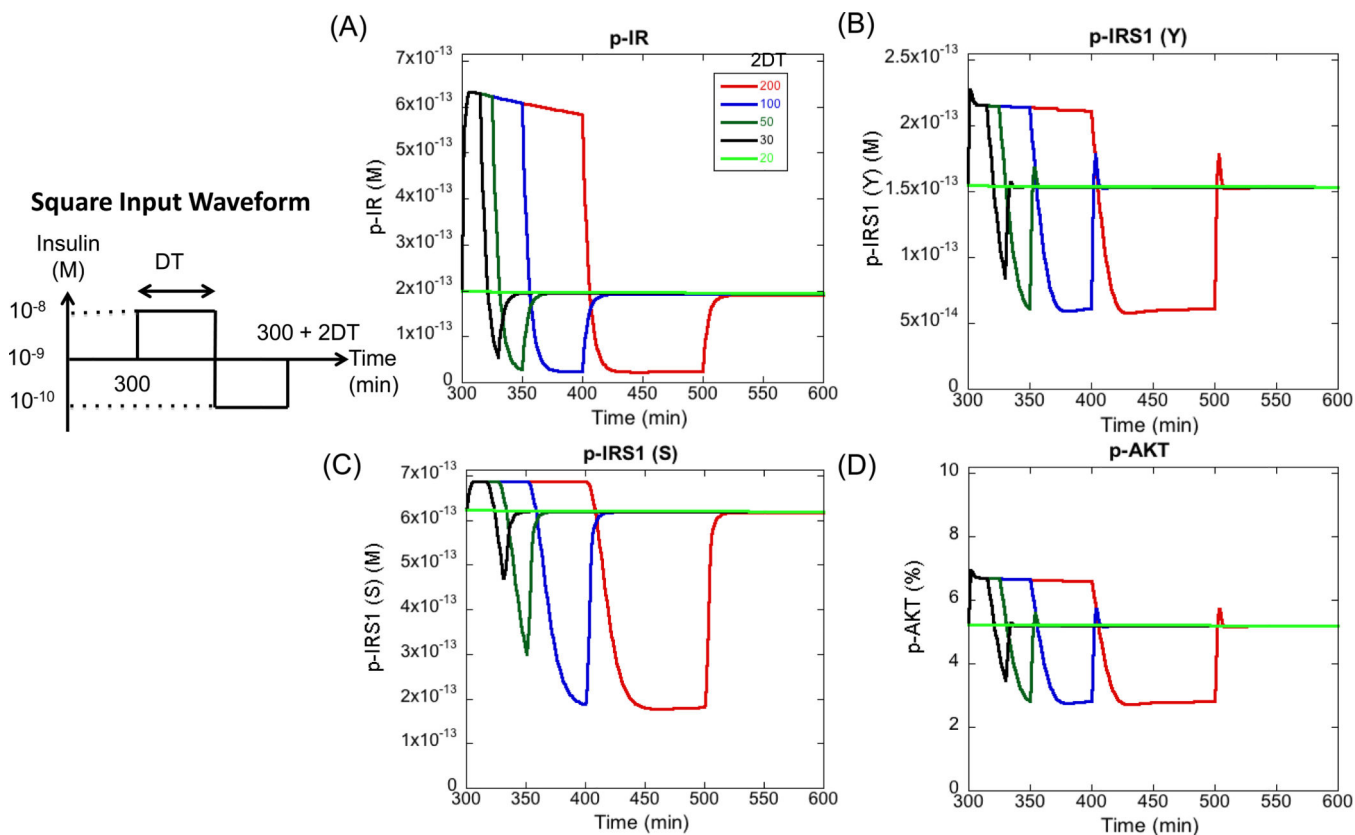 Square Input Waveform
Insulin
(M)
DT
10⁻⁸
300 + 2DT
10⁻⁹
Time
(min)
300
10⁻¹⁰
(A)
p-IR
2DT
200
100
50
30
20
7x10⁻¹³
6x10⁻¹³
5x10⁻¹³
4x10⁻¹³
3x10⁻¹³
2x10⁻¹³
1x10⁻¹³
0
p-IR (M)
300 350 400 450 500 550 600
Time (min)
(B)
p-IRS1 (Y)
2.5x10⁻¹³
2x10⁻¹³
1.5x10⁻¹³
1x10⁻¹³
5x10⁻¹⁴
0
p-IRS1 (Y) (M)
300 350 400 450 500 550 600
Time (min)
(C)
p-IRS1 (S)
7x10⁻¹³
6x10⁻¹³
5x10⁻¹³
4x10⁻¹³
3x10⁻¹³
2x10⁻¹³
1x10⁻¹³
0
p-IRS1 (S) (M)
300 350 400 450 500 550 600
Time (min)
(D)
p-AKT
10
8
6
4
2
0
p-AKT (%)
300 350 400 450 500 550 600
Time (min)